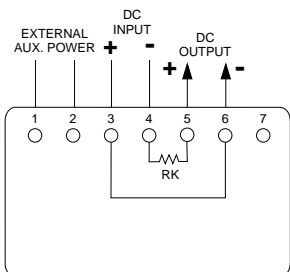 EXTERNAL
AUX. POWER
DC
INPUT
+ -
DC
OUTPUT
+ -
1 2 3 4 5 6 7
RK